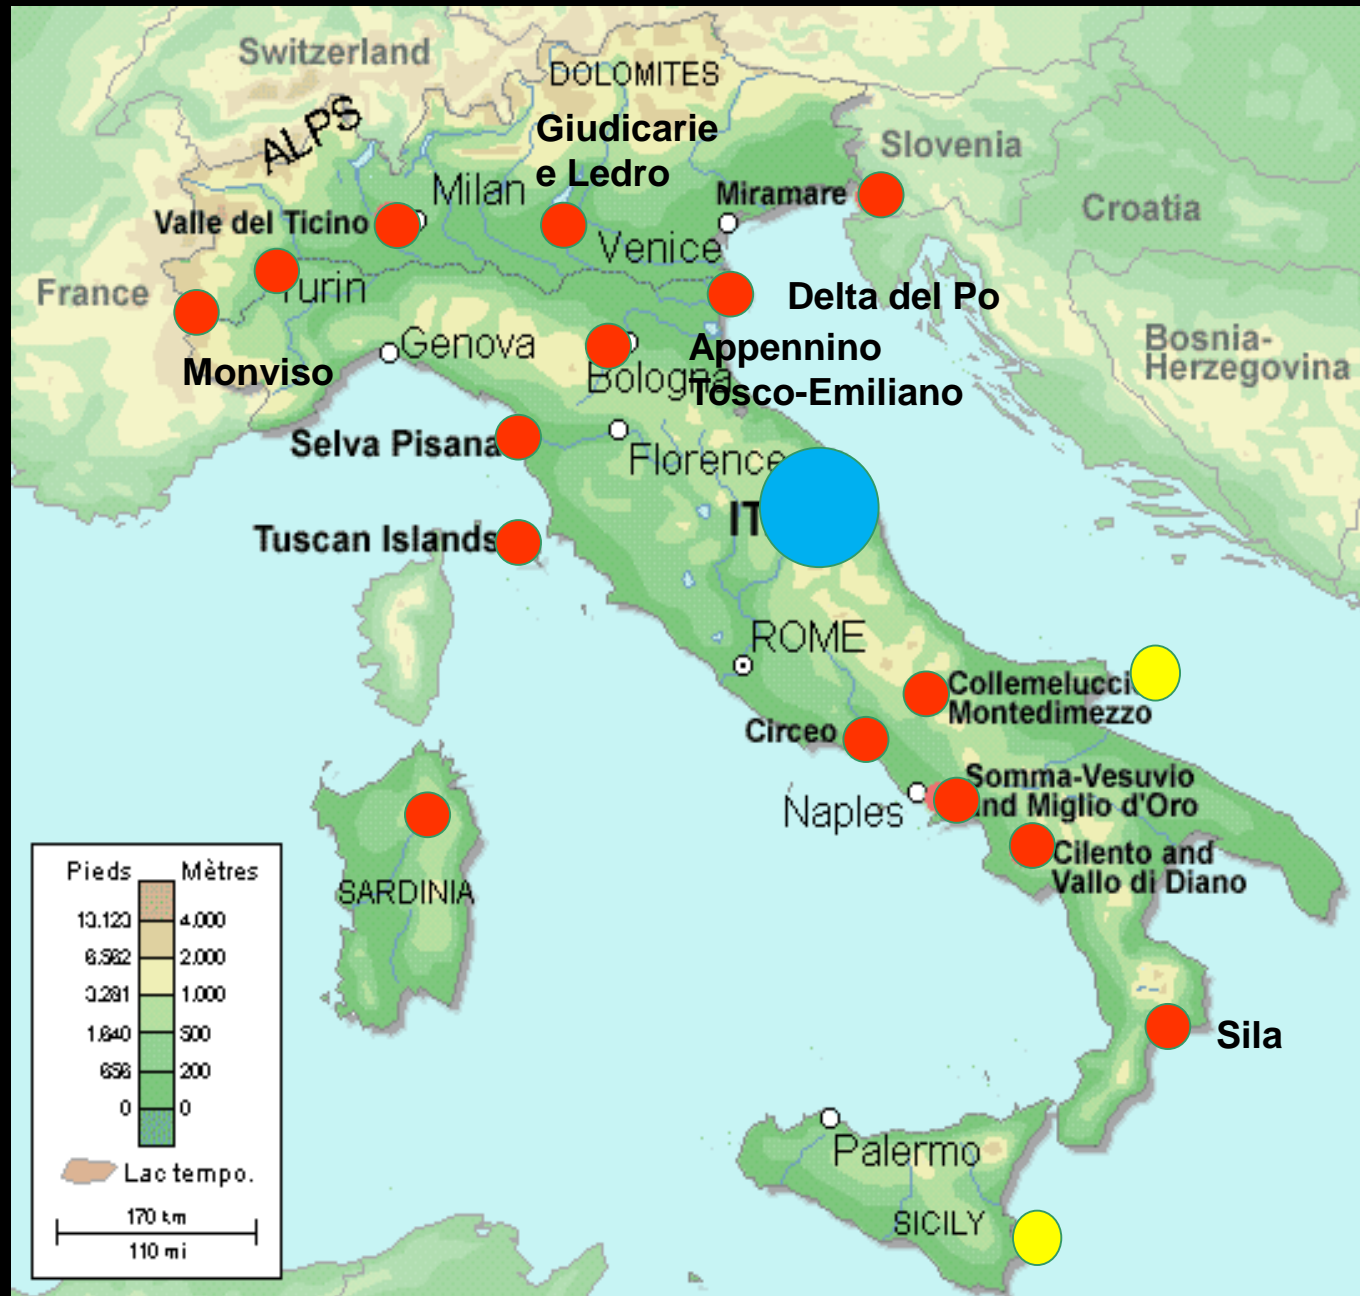 Switzerland
DOLOMITES
ALPS
Giudicarie
e Ledro
Slovenia
Milan
Miramare
Croatia
Valle del Ticino
Venice
Turin
France
Delta del Po
Genova
Appennino
Bosnia-
Herzegovina
Monviso
Bologna
Tosco-Emiliano
Selva Pisana
Florence
IT
Tuscan Islands
ROME
Collemelucci
Montedimezzo
Circeo
Somma-Vesuvio
and Miglio d'Oro
Naples
Cilento and
Vallo di Diano
SARDINIA
Pieds Mètres
13.123 4.000
6.562 2.000
3.281 1.000
1.640 500
656 200
0 0
Lac tempo.
170 km
110 mi
Sila
Palermo
SICILY